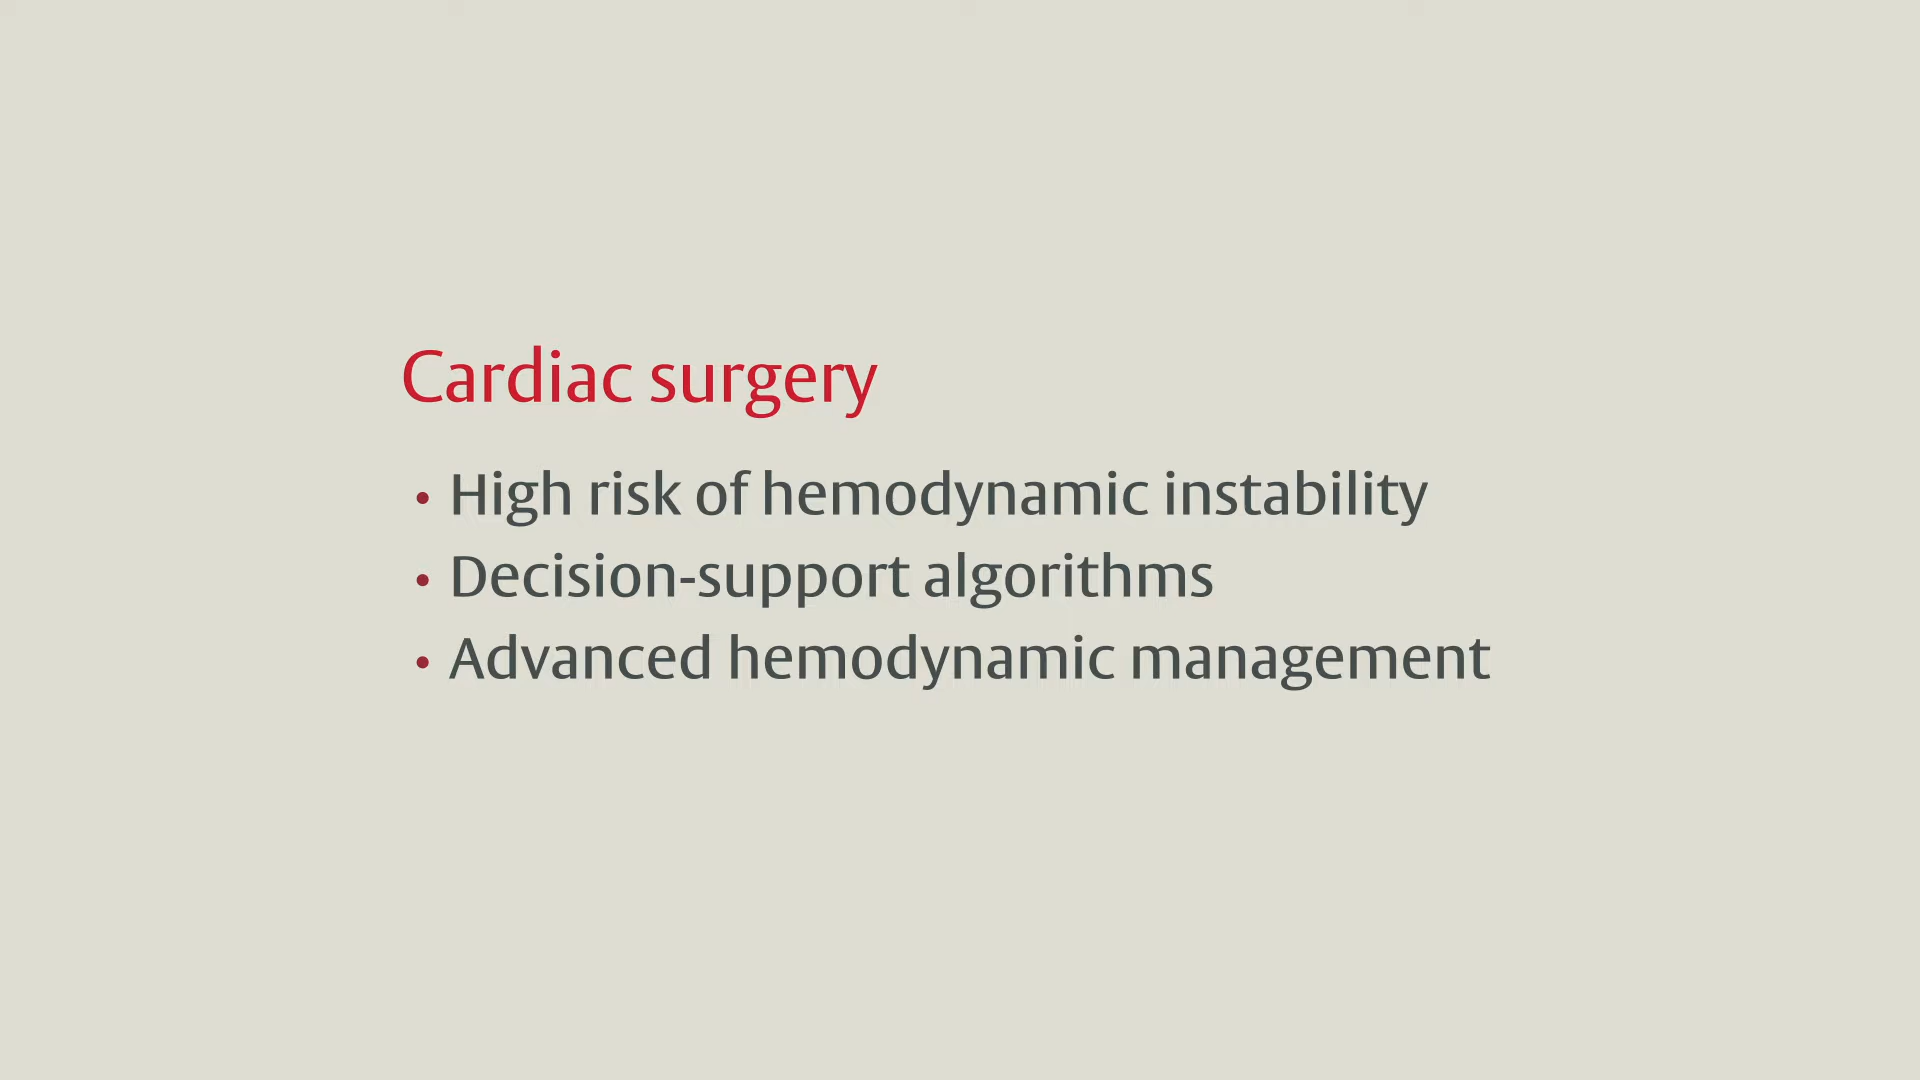 Cardiac surgery
• High risk of hemodynamic instability
• Decision-support algorithms
• Advanced hemodynamic management